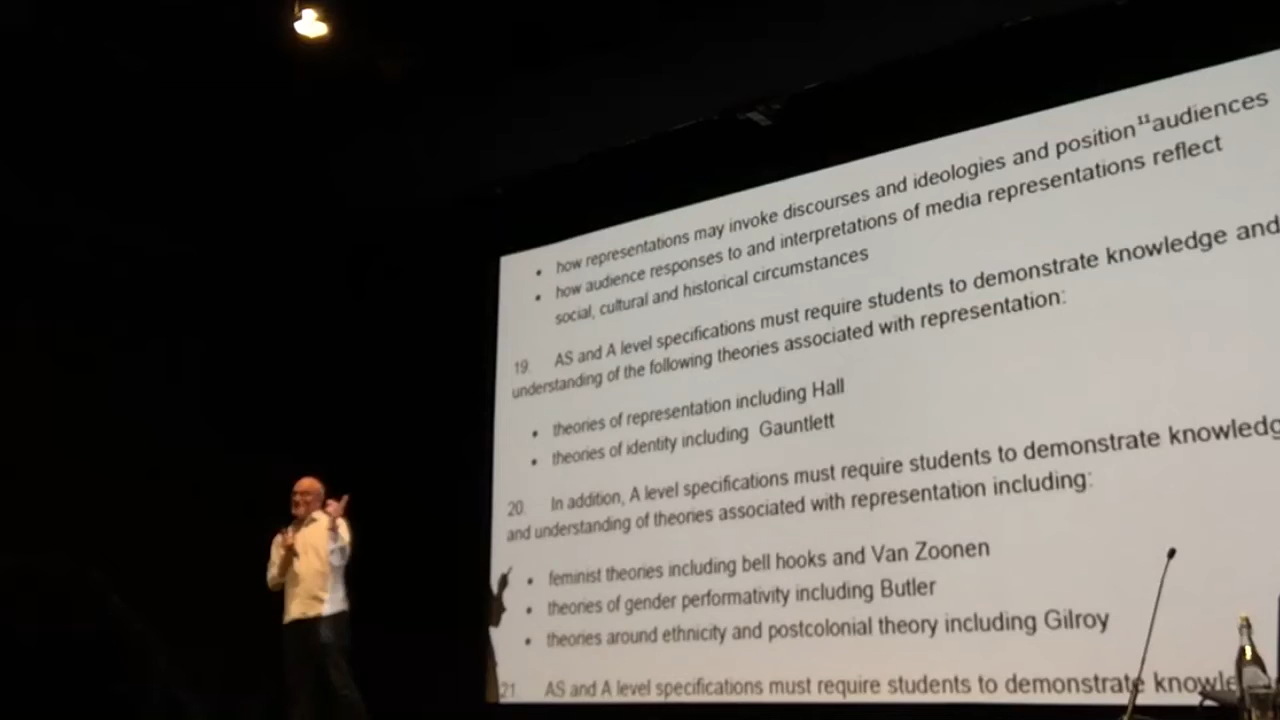 • how representations may invoke discourses and ideologies and position¹¹audiences
• how audience responses to and interpretations of media representations reflect
social, cultural and historical circumstances
19. AS and A level specifications must require students to demonstrate knowledge and
understanding of the following theories associated with representation:
• theories of representation including Hall
• theories of identity including Gauntlett
20. In addition, A level specifications must require students to demonstrate
and understanding of theories associated with representation including:
• feminist theories including bell hooks and Van Zoonen
• theories of gender performativity including Butler
• theories around ethnicity and postcolonial theory including Gilroy
21. AS and A level specifications must require students to demonstrate